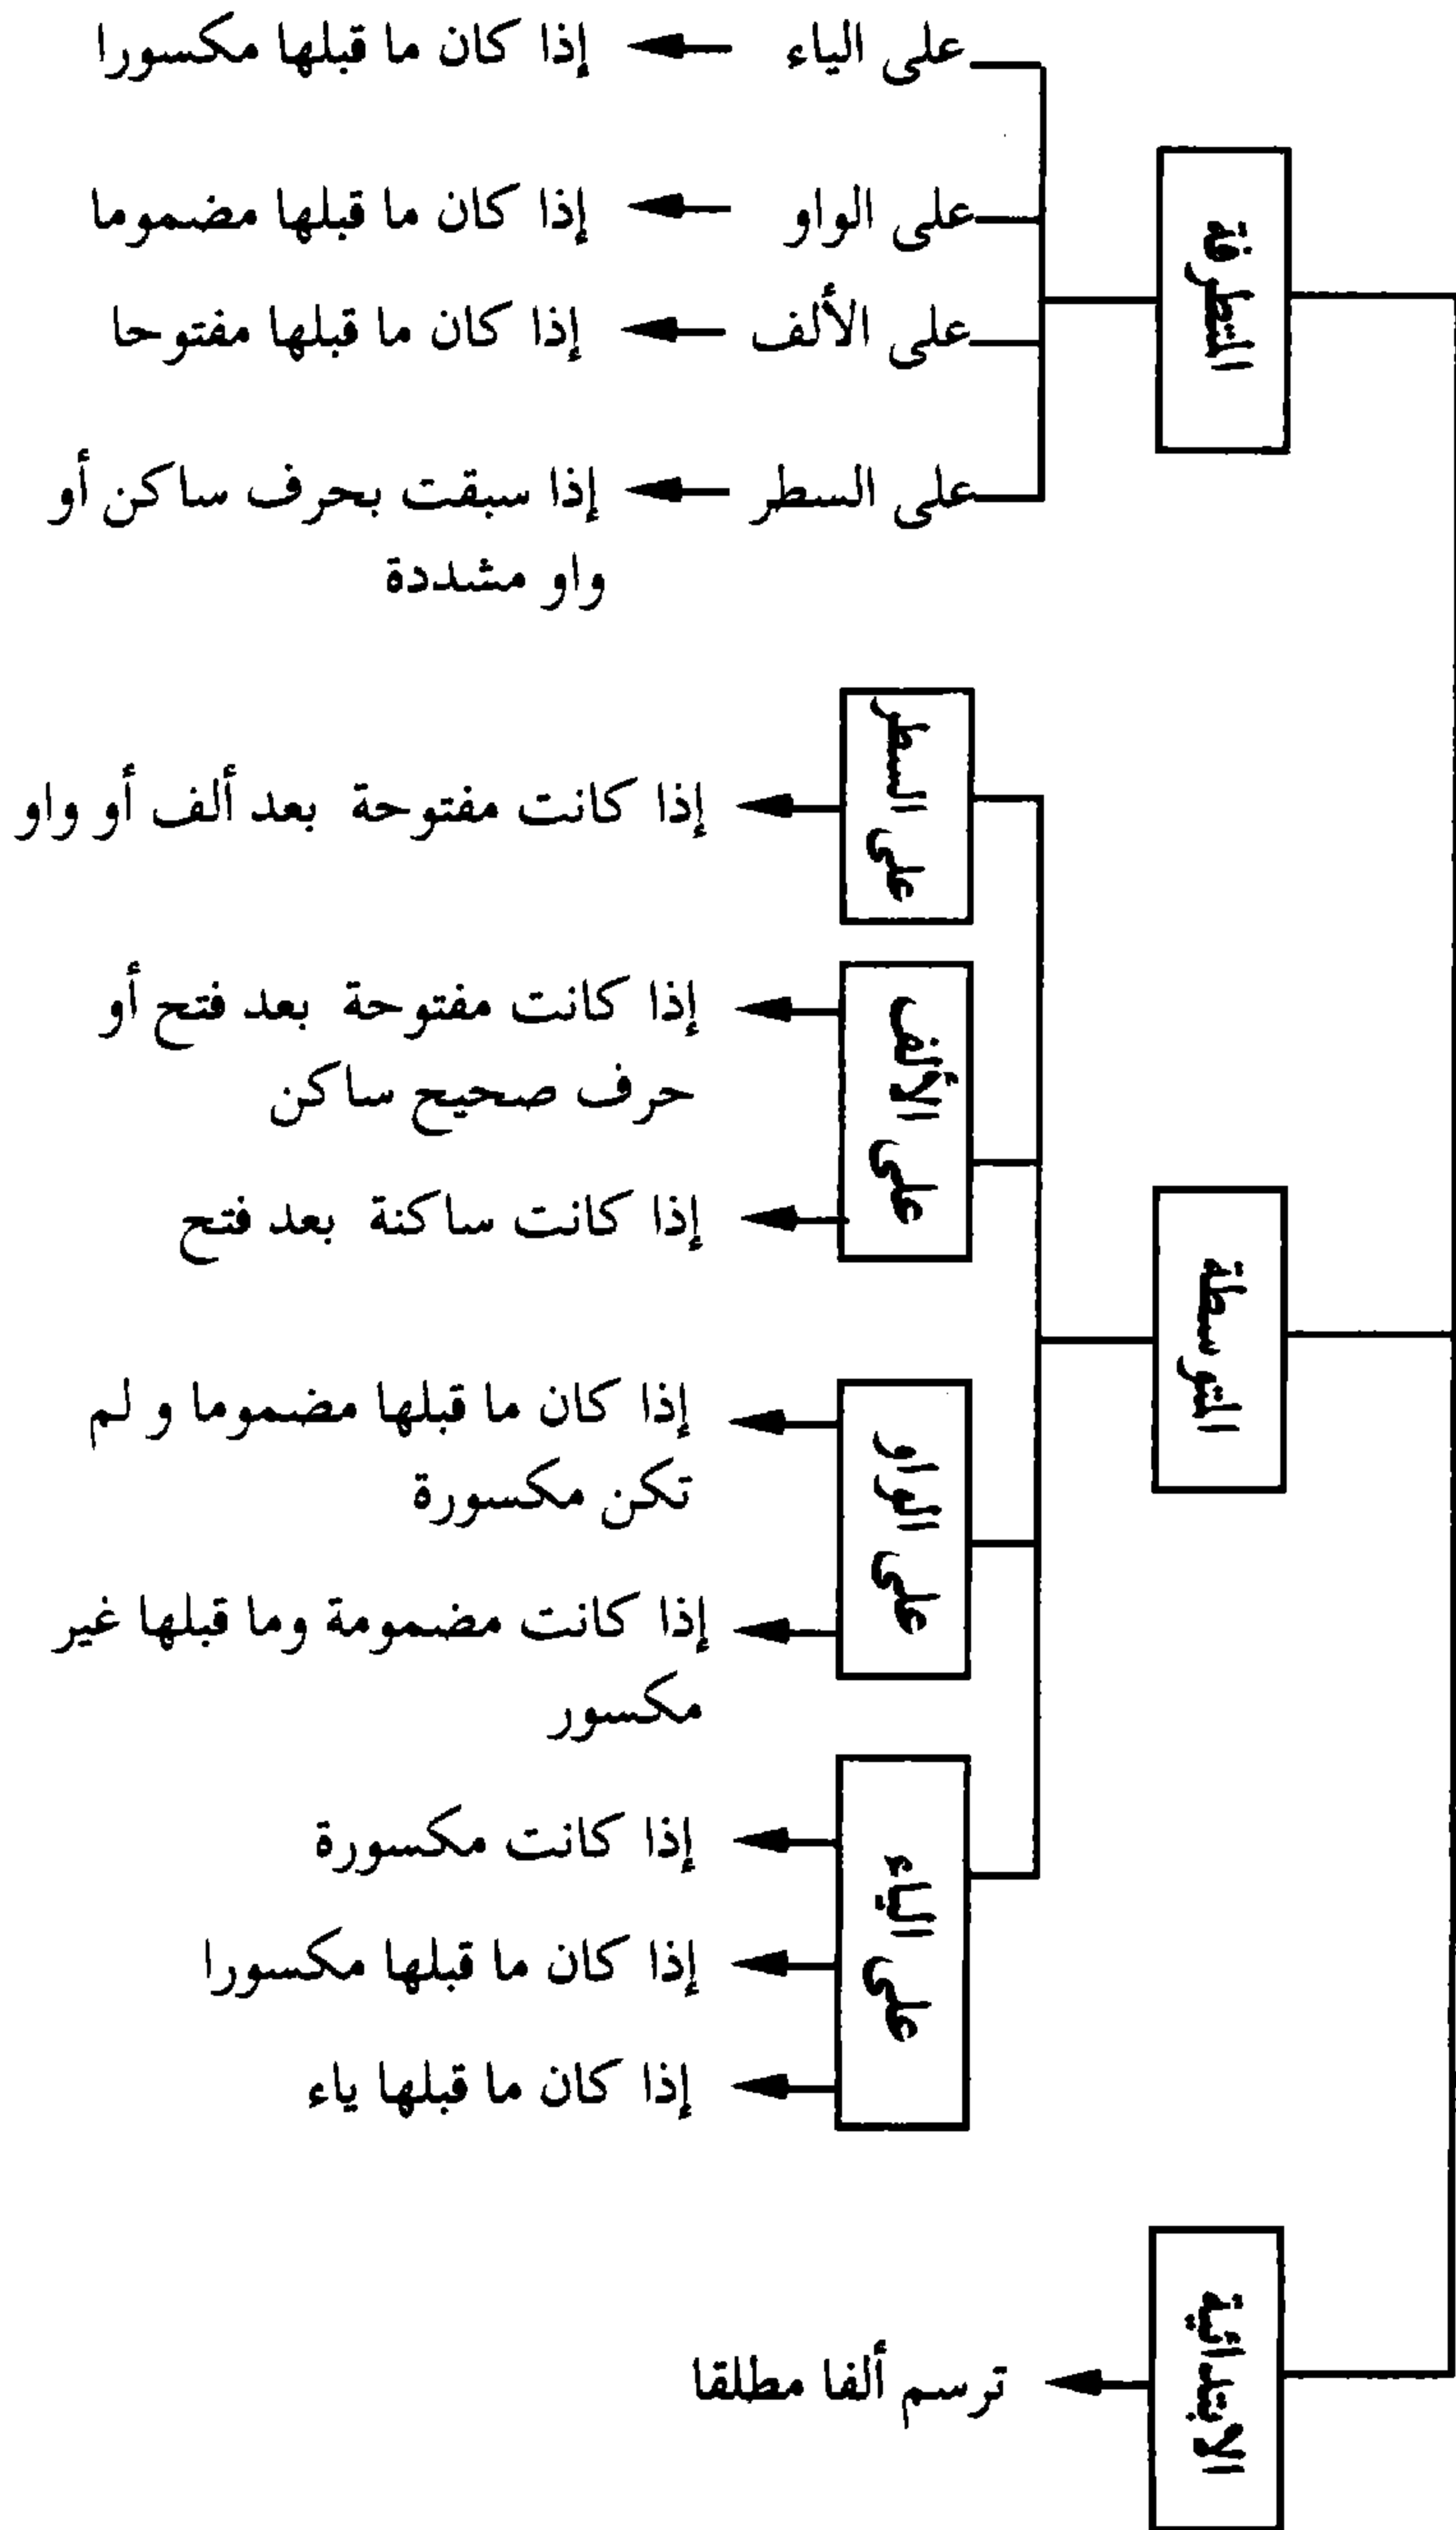 المتطرفة
على الياء
إذا كان ما قبلها مكسورا
على الواو
إذا كان ما قبلها مضموما
على الألف
إذا كان ما قبلها مفتوحا
على السطر
إذا سبقت بحرف ساكن أو
واو مشددة
المتوسطة
على السطر
إذا كانت مفتوحة بعد ألف أو واو
على الألف
إذا كانت مفتوحة بعد فتح أو
حرف صحيح ساكن
إذا كانت ساكنة بعد فتح
على الواو
إذا كان ما قبلها مضموما و لم
تكن مكسورة
إذا كانت مضمومة وما قبلها غير
مكسور
على الياء
إذا كانت مكسورة
إذا كان ما قبلها مكسورا
إذا كان ما قبلها ياء
الابتدائية
ترسم ألفا مطلقا